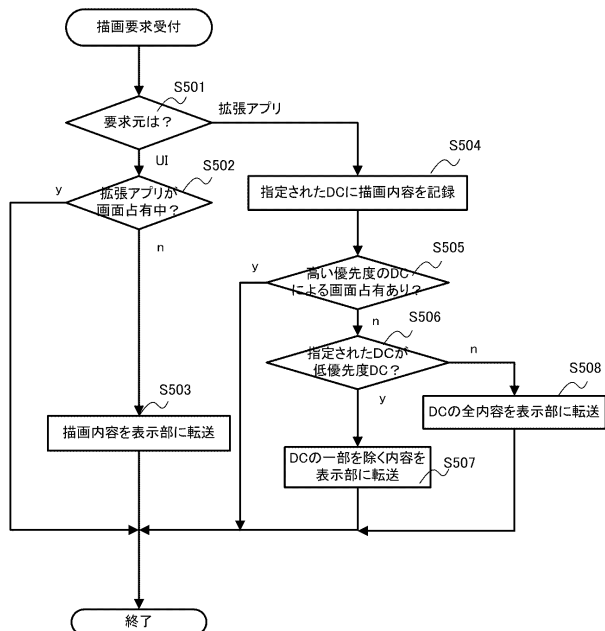 描画要求受付
S501
要求元は？
拡張アプリ
UI
S502
拡張アプリが
画面占有中？
y
n
S503
描画内容を表示部に転送
S504
指定されたDCに描画内容を記録
S505
高い優先度のDC
による画面占有あり？
y
n
S506
指定されたDCが
低優先度DC？
n
y
S508
DCの全内容を表示部に転送
DCの一部を除く内容を
表示部に転送
S507
終了